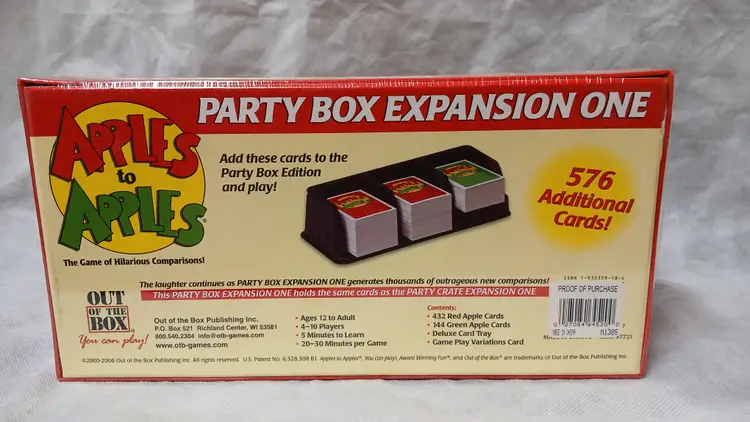 PARTY BOX EXPANSION ONE
APPLES
to
APPLES®
The Game of Hilarious Comparisons!
Add these cards to the
Party Box Edition
and play!
576
Additional
Cards!
The laughter continues as PARTY BOX EXPANSION ONE generates thousands of outrageous new comparisons!
This PARTY BOX EXPANSION ONE holds the same cards as the PARTY CRATE EXPANSION ONE
OUT
OF THE
BOX®
You can play!
Out of the Box Publishing Inc.
P.O. Box 521 Richland Center, WI 53581
800.540.2304 info@otb-games.com
otb-games.com
• Ages 12 to Adult
• 4-10 Players
• 5 Minutes to Learn
• 20-30 Minutes per Game
Contents:
• 432 Red Apple Cards
• 144 Green Apple Cards
• Deluxe Card Tray
• Game Play Variations Card
PROOF OF PURCHASE
N1385
©2000-2006 Out of the Box Publishing Inc. All rights reserved. U.S. Patent No. 6,328,308 B1 Apples to Apples®, You can play!, Award Winning Fun®, and Out of the Box® are trademarks of Out of the Box Publishing Inc.